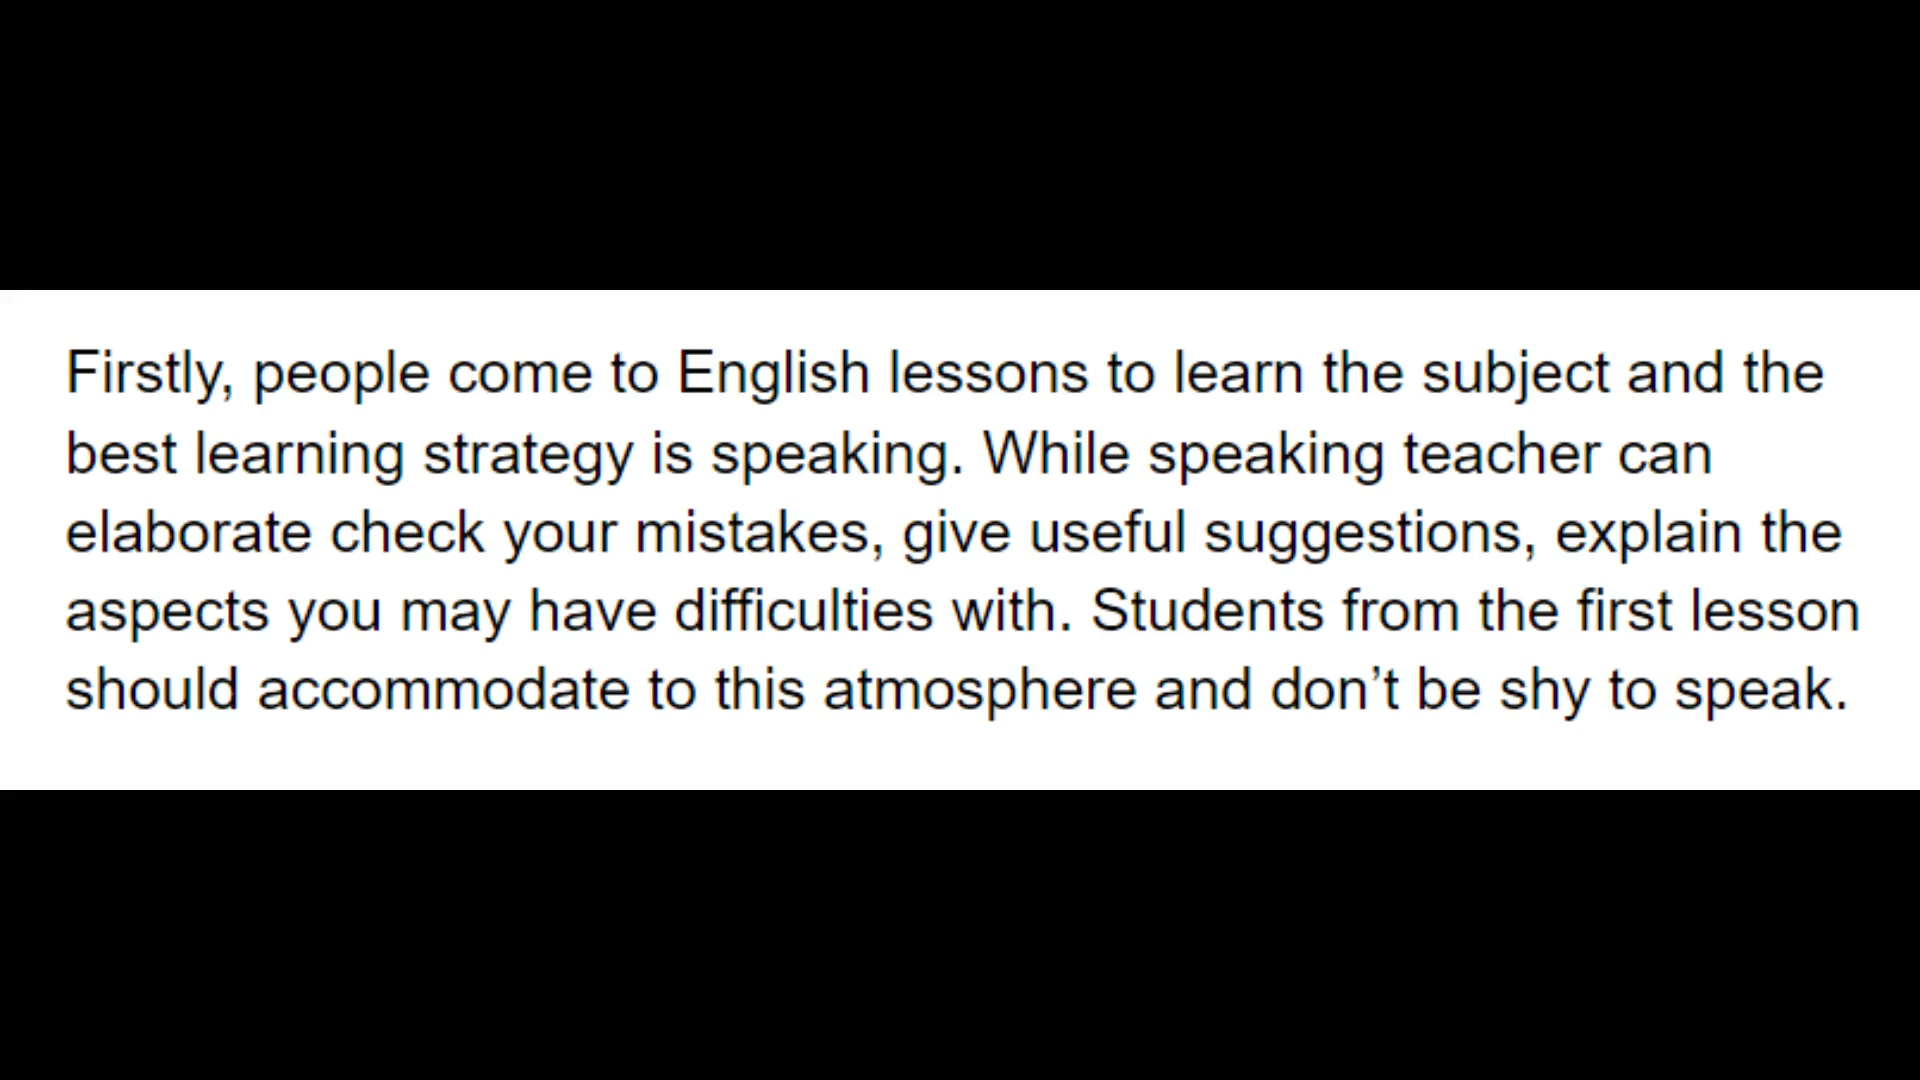 Firstly, people come to English lessons to learn the subject and the
best learning strategy is speaking. While speaking teacher can
elaborate check your mistakes, give useful suggestions, explain the
aspects you may have difficulties with. Students from the first lesson
should accommodate to this atmosphere and don’t be shy to speak.